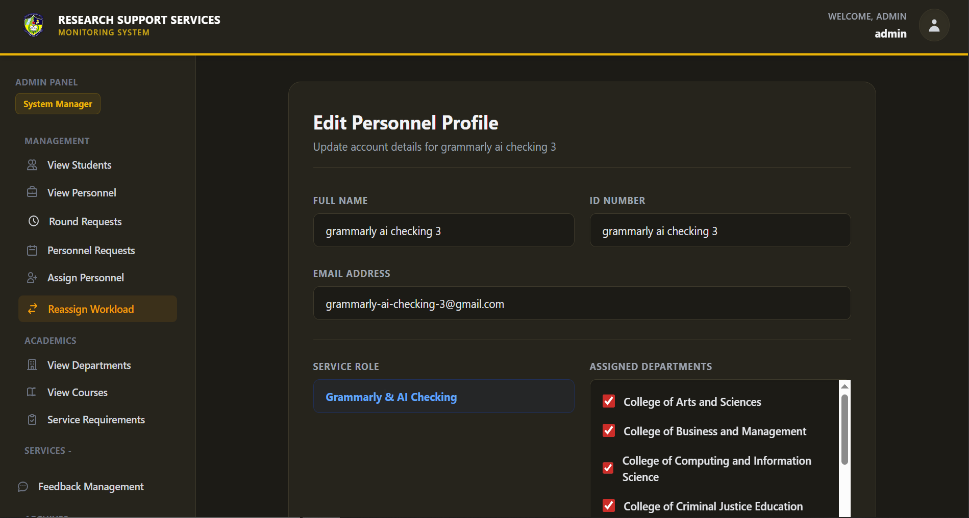 RESEARCH SUPPORT SERVICES
MONITORING SYSTEM
WELCOME, ADMIN
admin
ADMIN PANEL
System Manager
MANAGEMENT
View Students
View Personnel
Round Requests
Personnel Requests
Assign Personnel
Reassign Workload
ACADEMICS
View Departments
View Courses
Service Requirements
SERVICES -
Feedback Management
Edit Personnel Profile
Update account details for grammarly ai checking 3
FULL NAME
grammarly ai checking 3
ID NUMBER
grammarly ai checking 3
EMAIL ADDRESS
grammarly-ai-checking-3@gmail.com
SERVICE ROLE
Grammarly & AI Checking
ASSIGNED DEPARTMENTS
College of Arts and Sciences
College of Business and Management
College of Computing and Information
Science
College of Criminal Justice Education